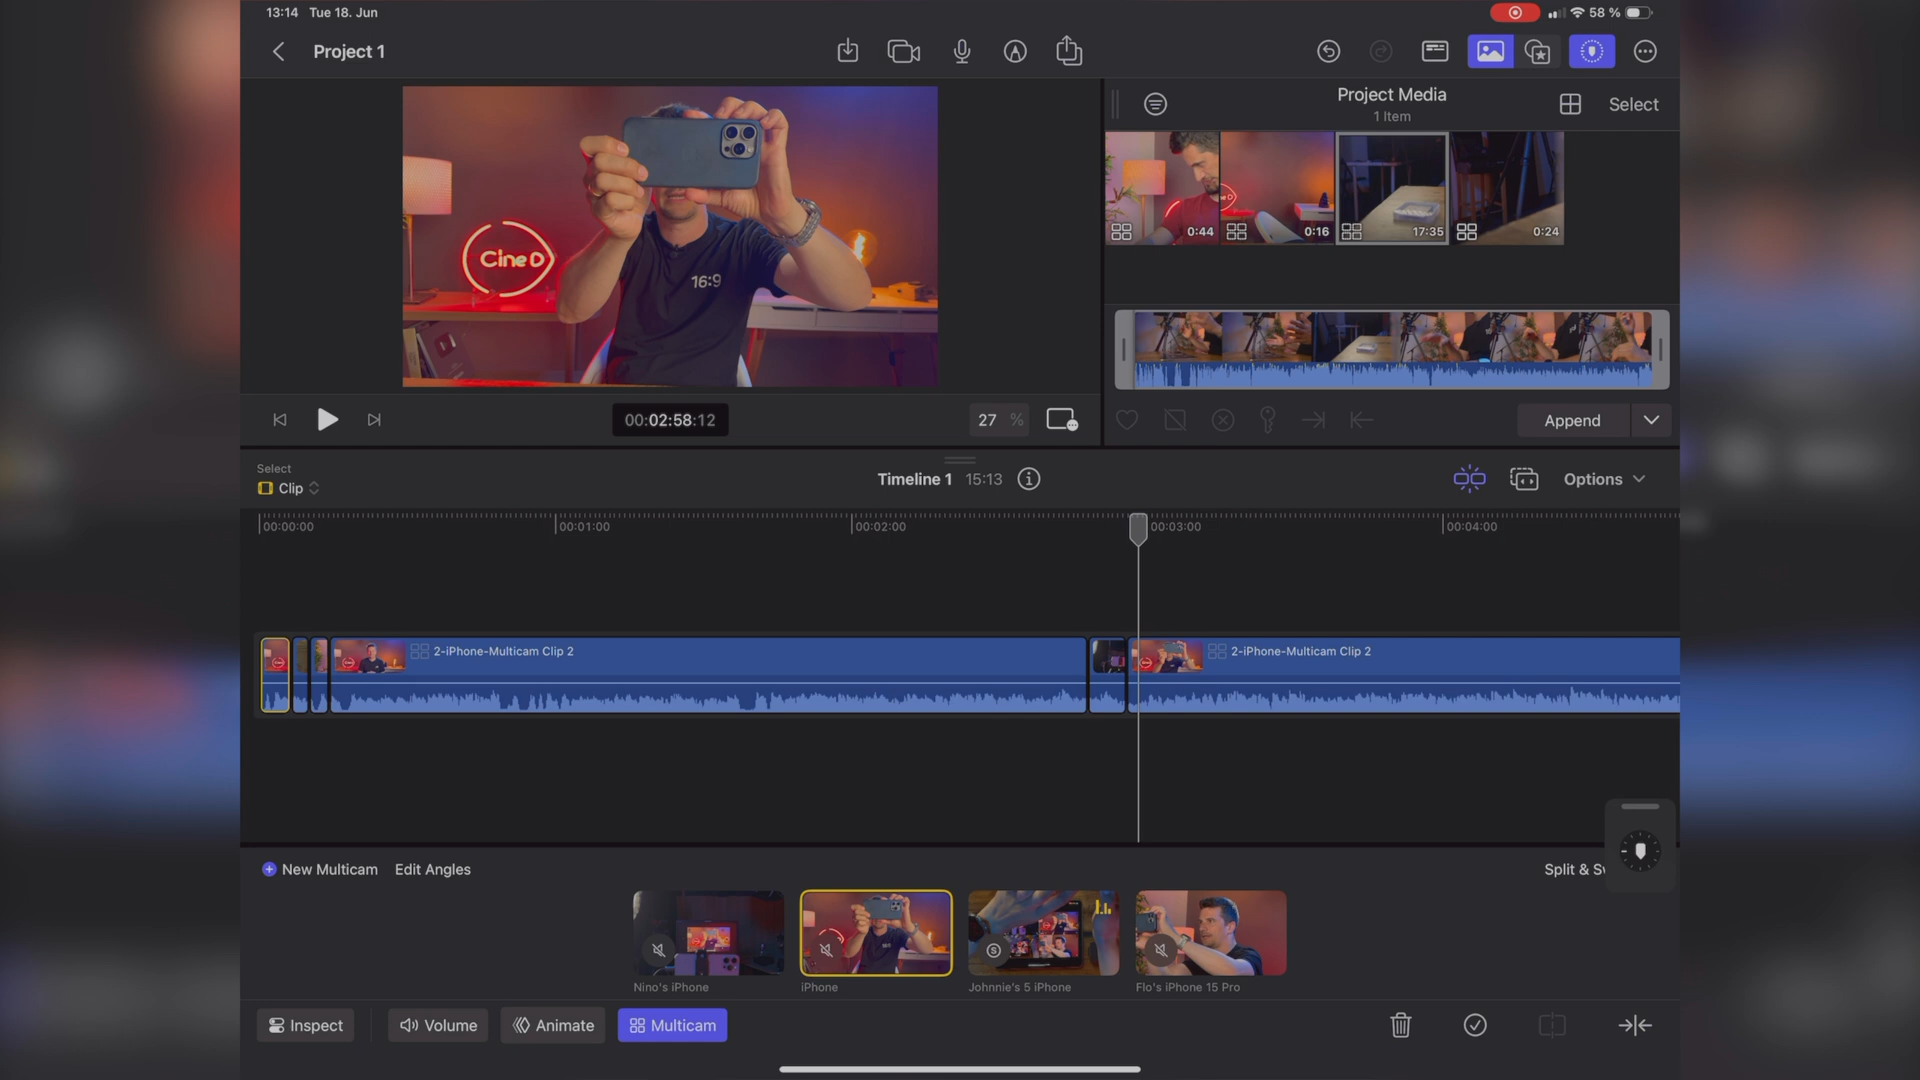 13:14 Tue 18. Jun
58 %
Project 1
Project Media
1 Item
Select
Cine D
16:9
0:44
0:16
17:35
0:24
00:02:58:12
27 %
Append
Select
Clip
Timeline 1 15:13
Options
00:00:00
00:01:00
00:02:00
00:03:00
00:04:00
2-iPhone-Multicam Clip 2
2-iPhone-Multicam Clip 2
New Multicam
Edit Angles
Split & S
Nino's iPhone
iPhone
Johnnie's 5 iPhone
Flo's iPhone 15 Pro
Inspect
Volume
Animate
Multicam